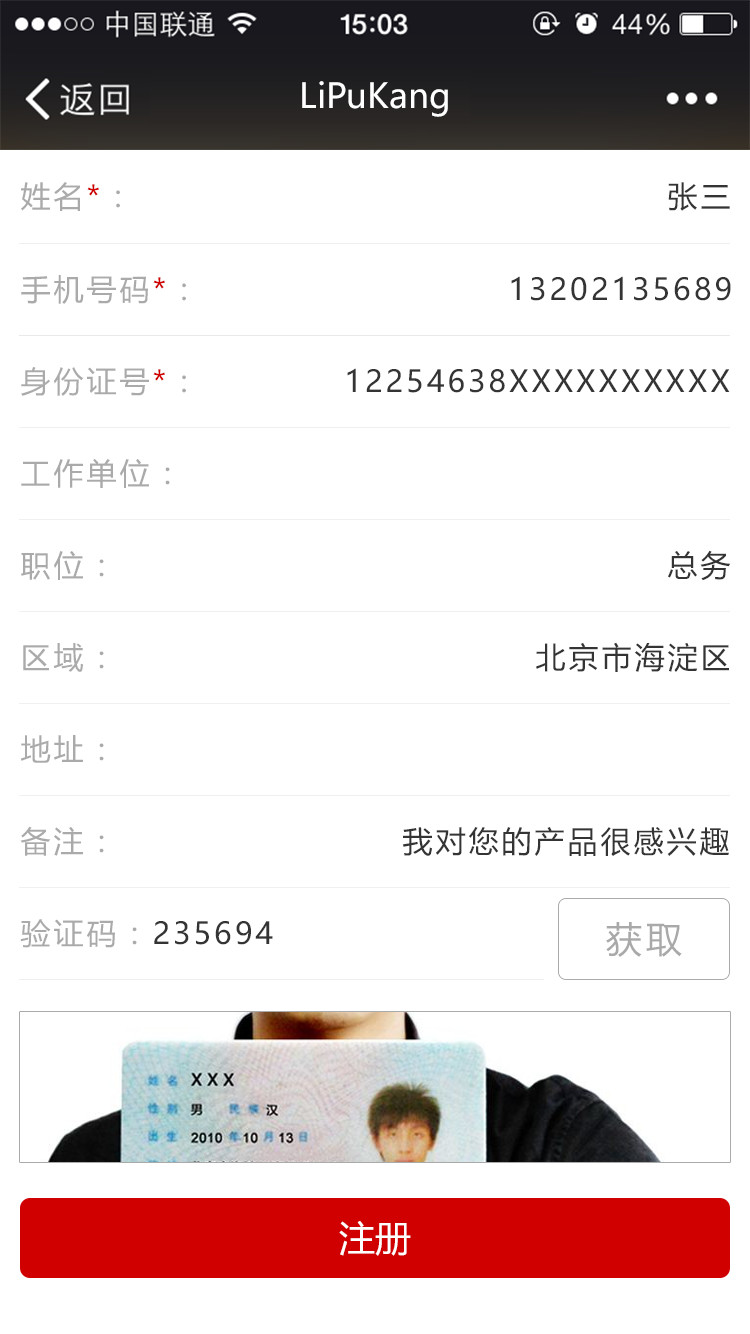 中国联通 15:03 44%
返回 LiPuKang
姓名* : 张三
手机号码* : 13202135689
身份证号* : 12254638XXXXXXXXXX
工作单位 :
职位 : 总务
区域 : 北京市海淀区
地址 :
备注 : 我对您的产品很感兴趣
验证码 : 235694 获取
姓名 XXX
性别 男 民族 汉
出生 2010 年 10 月 13 日
注册